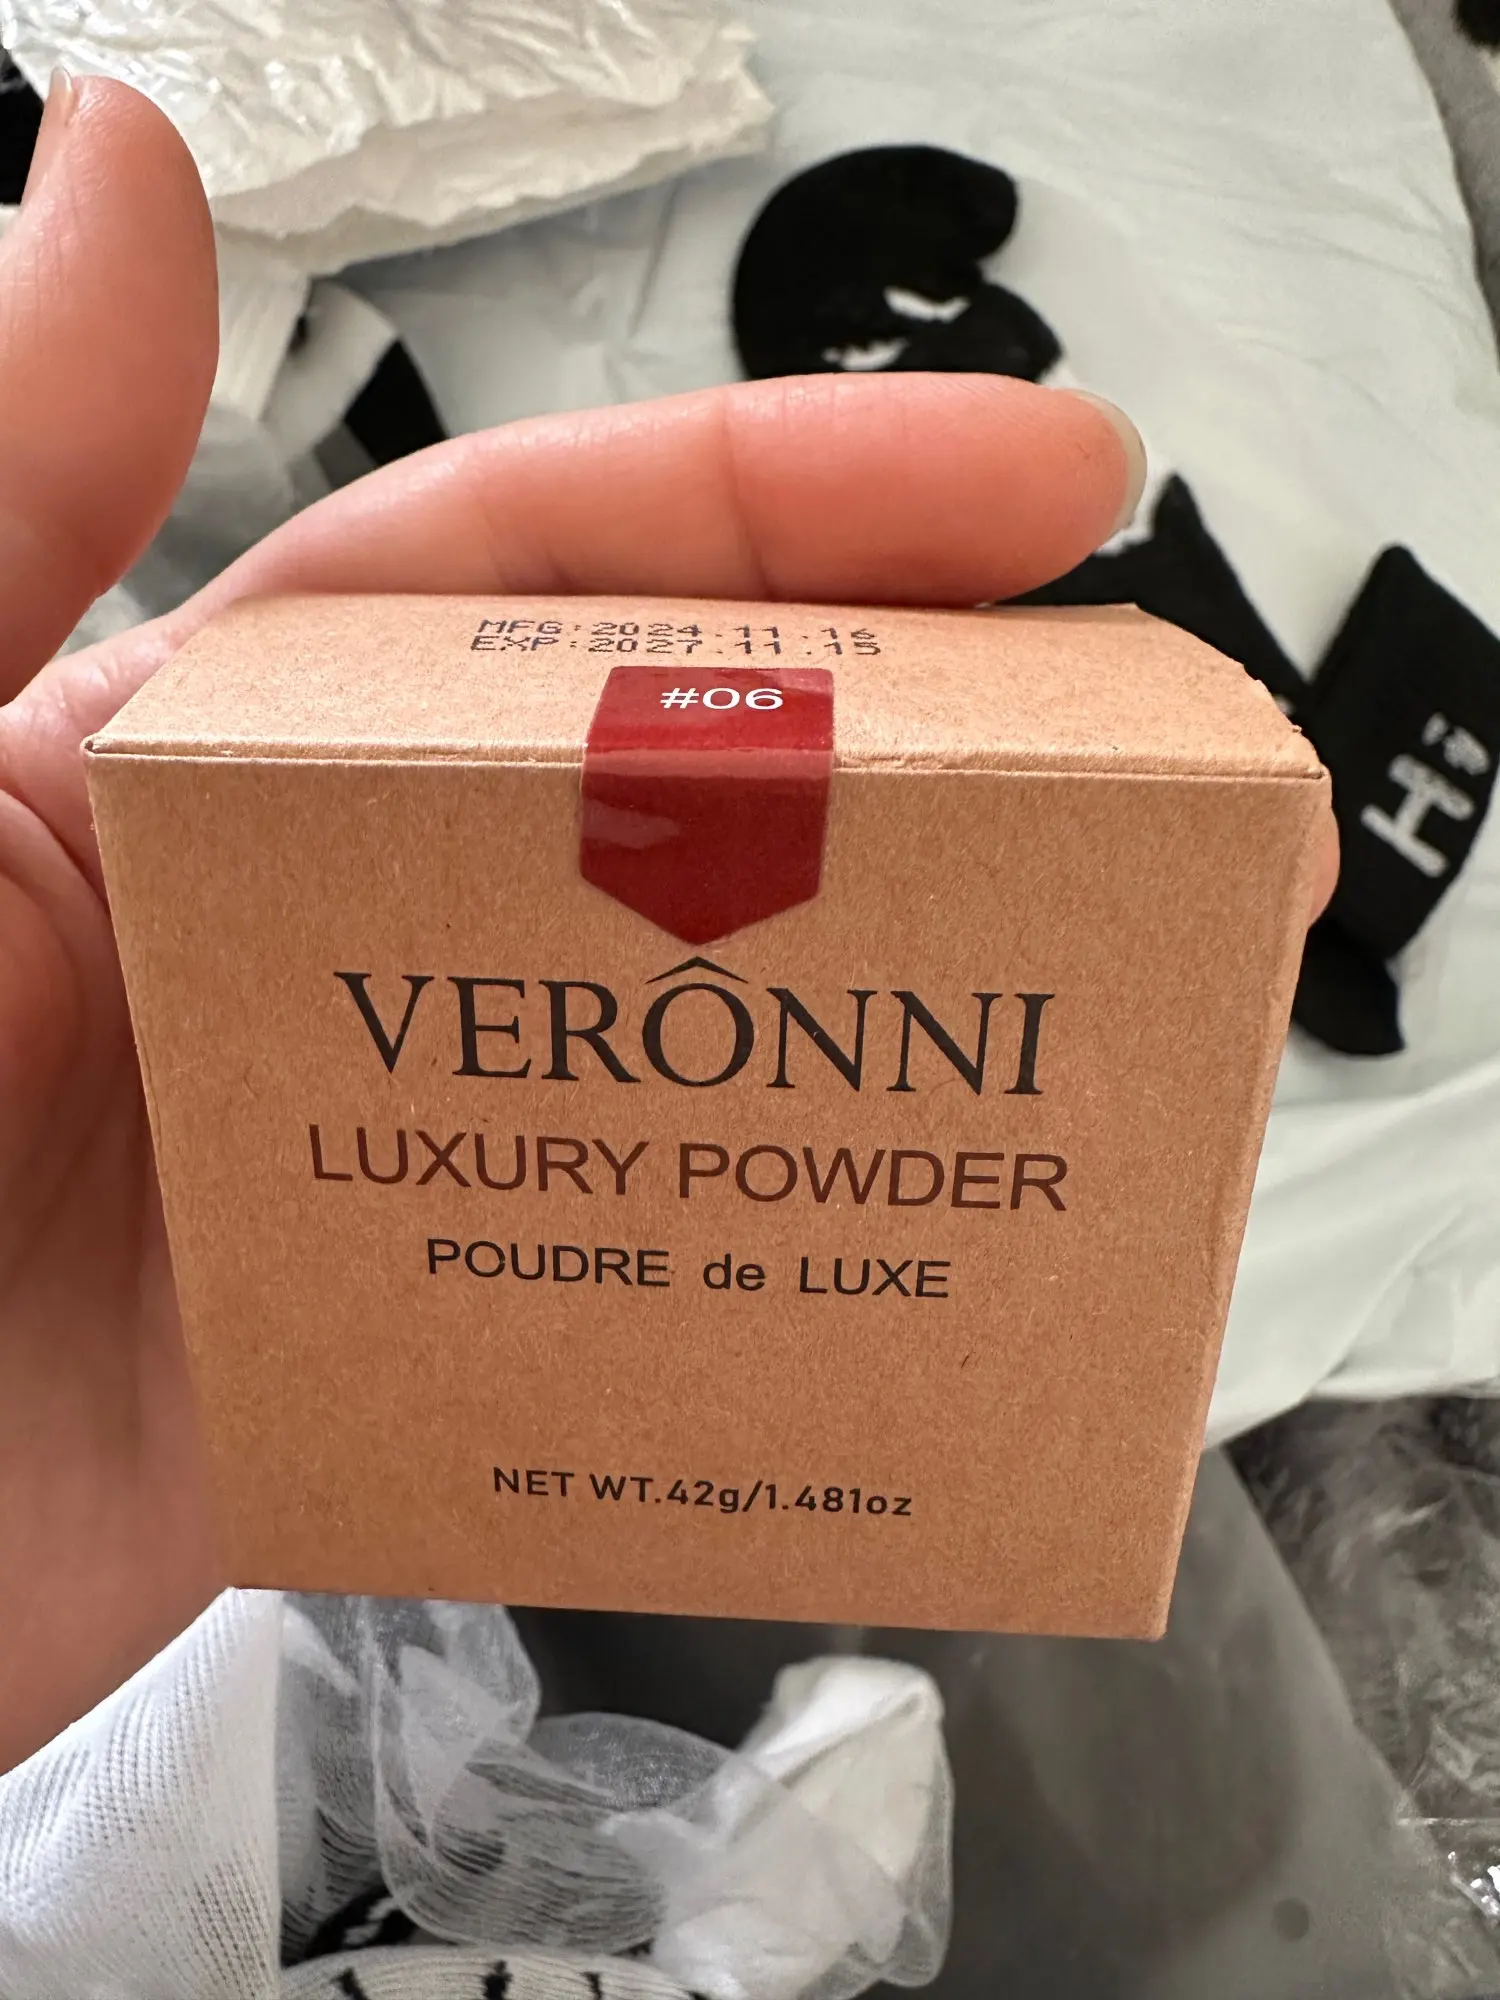 MFG:2024.11.16
EXP:2027.11.15
#06
VERÔNNI
LUXURY POWDER
POUDRE de LUXE
NET WT.42g/1.481oz
Hi